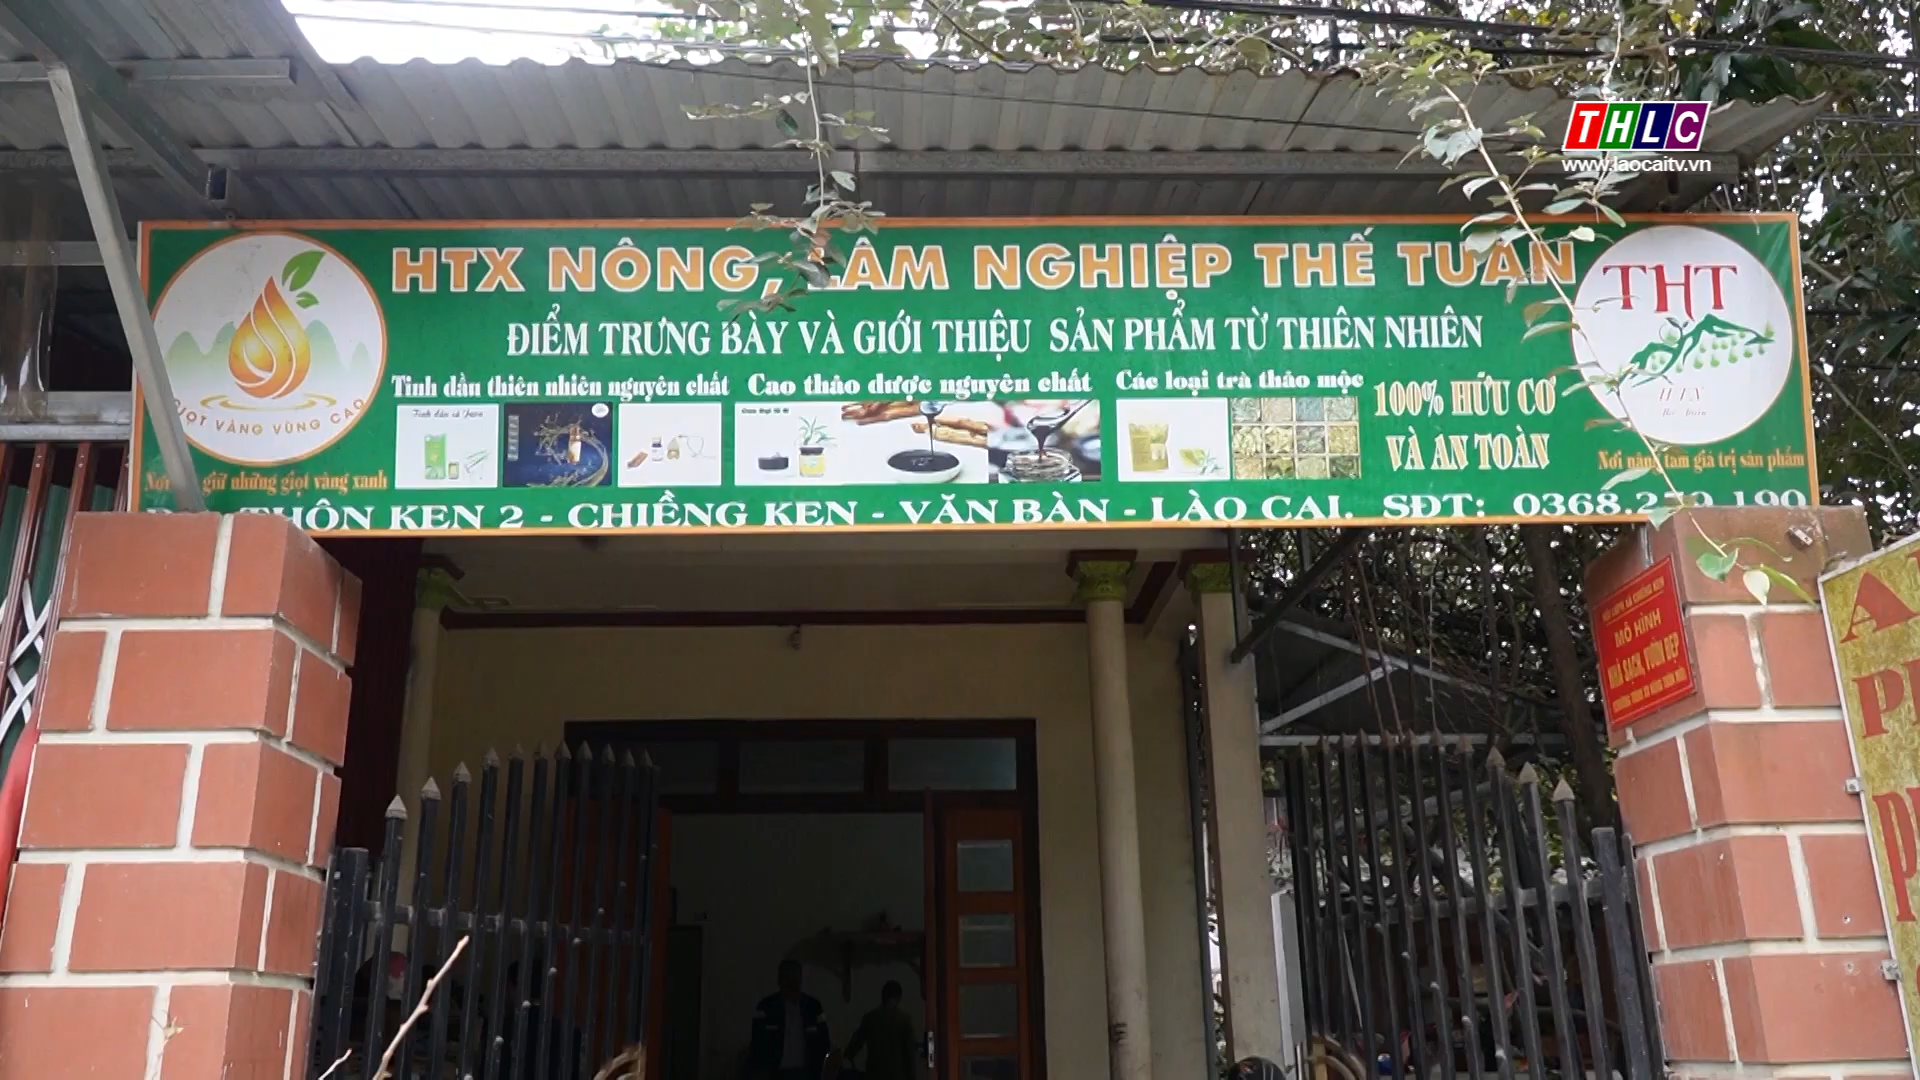 THLC
www.laocaitv.vn
HTX NÔNG, LÂM NGHIỆP THẾ TUẤN
ĐIỂM TRƯNG BÀY VÀ GIỚI THIỆU SẢN PHẨM TỪ THIÊN NHIÊN
Tinh dầu thiên nhiên nguyên chất
Cao thảo dược nguyên chất
Các loại trà thảo mộc
100% HỮU CƠ
VÀ AN TOÀN
GIỌT VÀNG VÙNG CAO
giữ những giọt vàng xanh
THT
HTX
Nơi nâng tầm giá trị sản phẩm
THÔN KEN 2 - CHIỀNG KEN - VĂN BÀN - LÀO CAI. SĐT: 0368.259.190
MÔ HÌNH
NHÀ SẠCH, VƯỜN ĐẸP